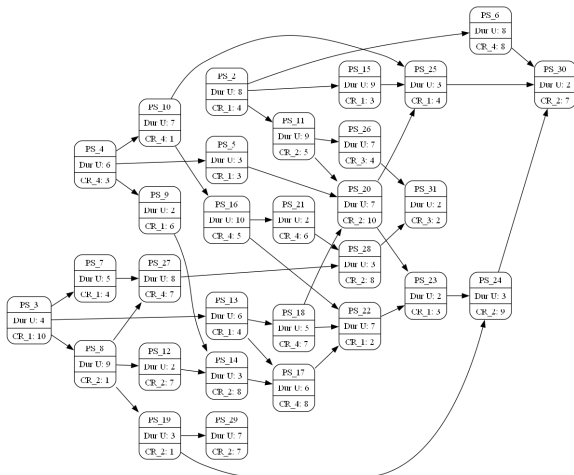 PS_6
Dur U: 8
CR_4: 8
PS_2
Dur U: 8
CR_1: 4
PS_15
Dur U: 9
CR_1: 3
PS_25
Dur U: 3
CR_1: 4
PS_30
Dur U: 2
CR_2: 7
PS_10
Dur U: 7
CR_4: 1
PS_11
Dur U: 9
CR_2: 5
PS_26
Dur U: 7
CR_3: 4
PS_4
Dur U: 6
CR_4: 3
PS_5
Dur U: 3
CR_1: 3
PS_9
Dur U: 2
CR_1: 6
PS_16
Dur U: 10
CR_4: 5
PS_21
Dur U: 2
CR_4: 6
PS_20
Dur U: 7
CR_2: 10
PS_31
Dur U: 2
CR_3: 2
PS_28
Dur U: 3
CR_2: 8
PS_7
Dur U: 5
CR_1: 4
PS_27
Dur U: 8
CR_4: 7
PS_23
Dur U: 2
CR_1: 3
PS_24
Dur U: 3
CR_2: 9
PS_3
Dur U: 4
CR_1: 10
PS_13
Dur U: 6
CR_1: 4
PS_18
Dur U: 5
CR_4: 7
PS_22
Dur U: 7
CR_1: 2
PS_8
Dur U: 9
CR_2: 1
PS_12
Dur U: 2
CR_2: 7
PS_14
Dur U: 3
CR_2: 8
PS_17
Dur U: 6
CR_4: 8
PS_19
Dur U: 3
CR_2: 1
PS_29
Dur U: 7
CR_2: 7